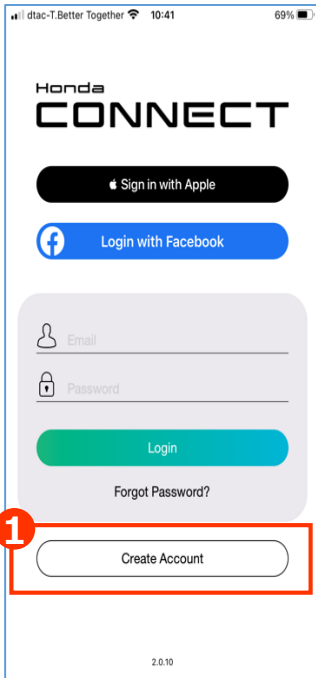 dtac-T.Better Together 10:41 69%
Honda
CONNECT
Sign in with Apple
Login with Facebook
Email
Password
Login
Forgot Password?
1
Create Account
2.0.10